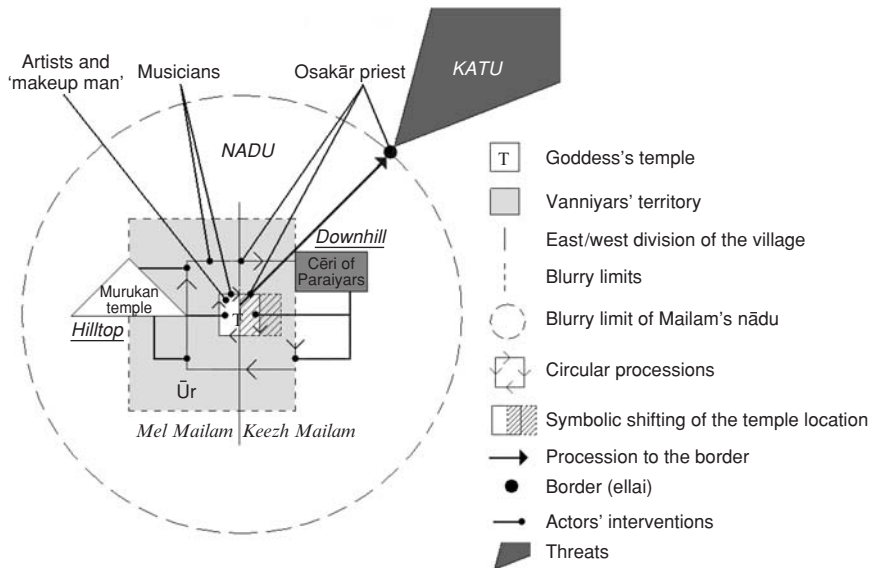 Artists and
'makeup man'
Musicians
Osakār priest
KATU
NADU
Downhill
Cēri of
Paraiyars
Murukan
temple
Hilltop
T
Ūr
Mel Mailam
Keezh Mailam
T
Goddess's temple
Vanniyars' territory
East/west division of the village
Blurry limits
Blurry limit of Mailam's nādu
Circular processions
Symbolic shifting of the temple location
Procession to the border
Border (ellai)
Actors' interventions
Threats